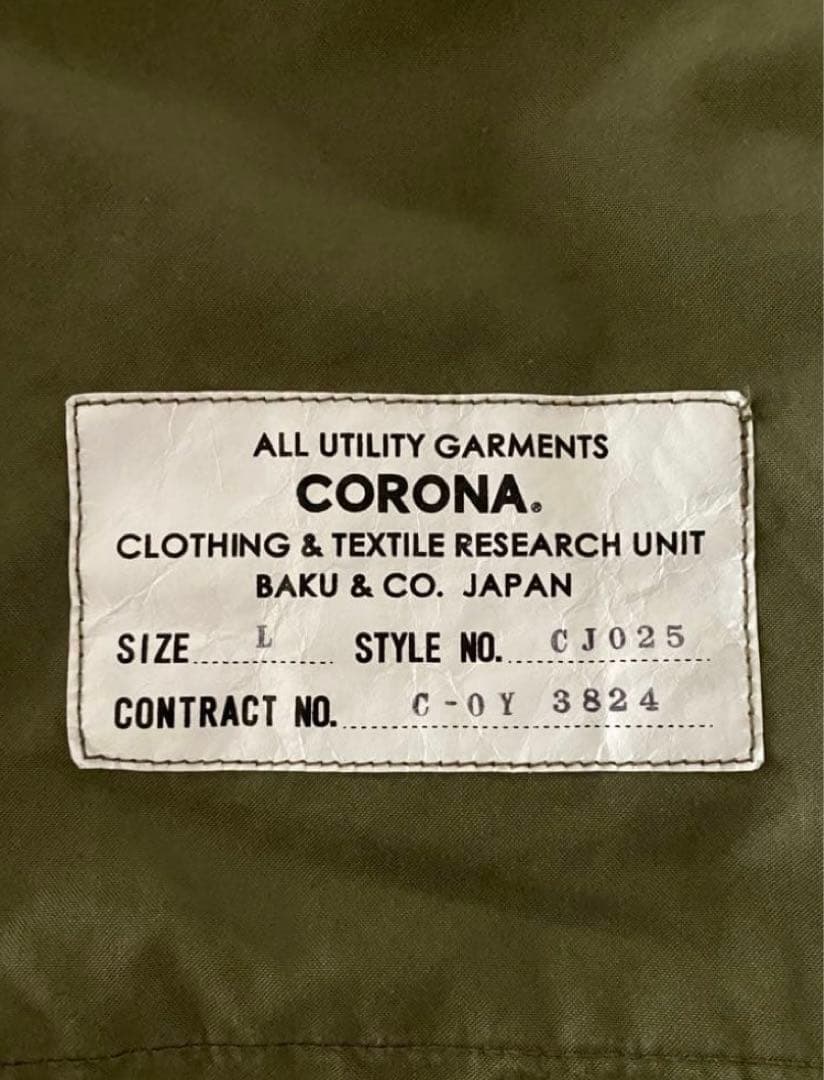 ALL UTILITY GARMENTS
CORONA.®
CLOTHING & TEXTILE RESEARCH UNIT
BAKU & CO. JAPAN
SIZE L STYLE NO. CJ025
CONTRACT NO. C-0Y 3824